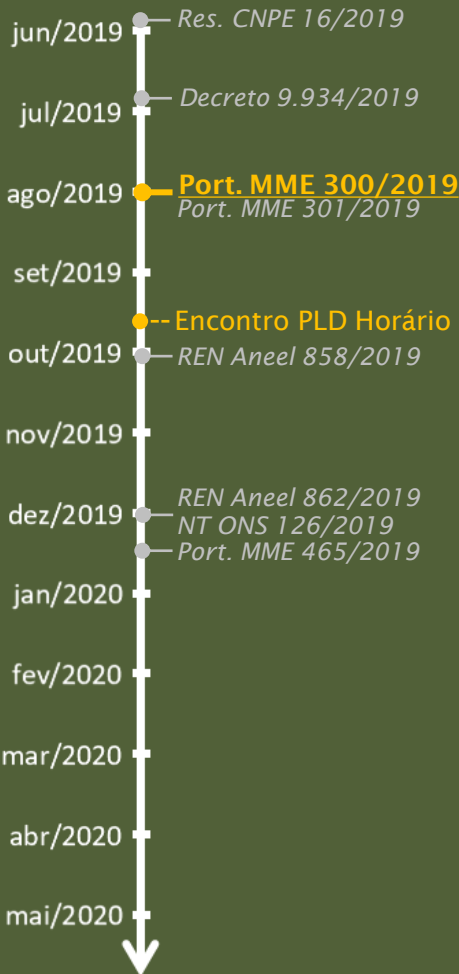 jun/2019
Res. CNPE 16/2019
Decreto 9.934/2019
jul/2019
ago/2019
Port. MME 300/2019
Port. MME 301/2019
set/2019
Encontro PLD Horário
out/2019
REN Aneel 858/2019
nov/2019
REN Aneel 862/2019
dez/2019
NT ONS 126/2019
Port. MME 465/2019
jan/2020
fev/2020
mar/2020
abr/2020
mai/2020